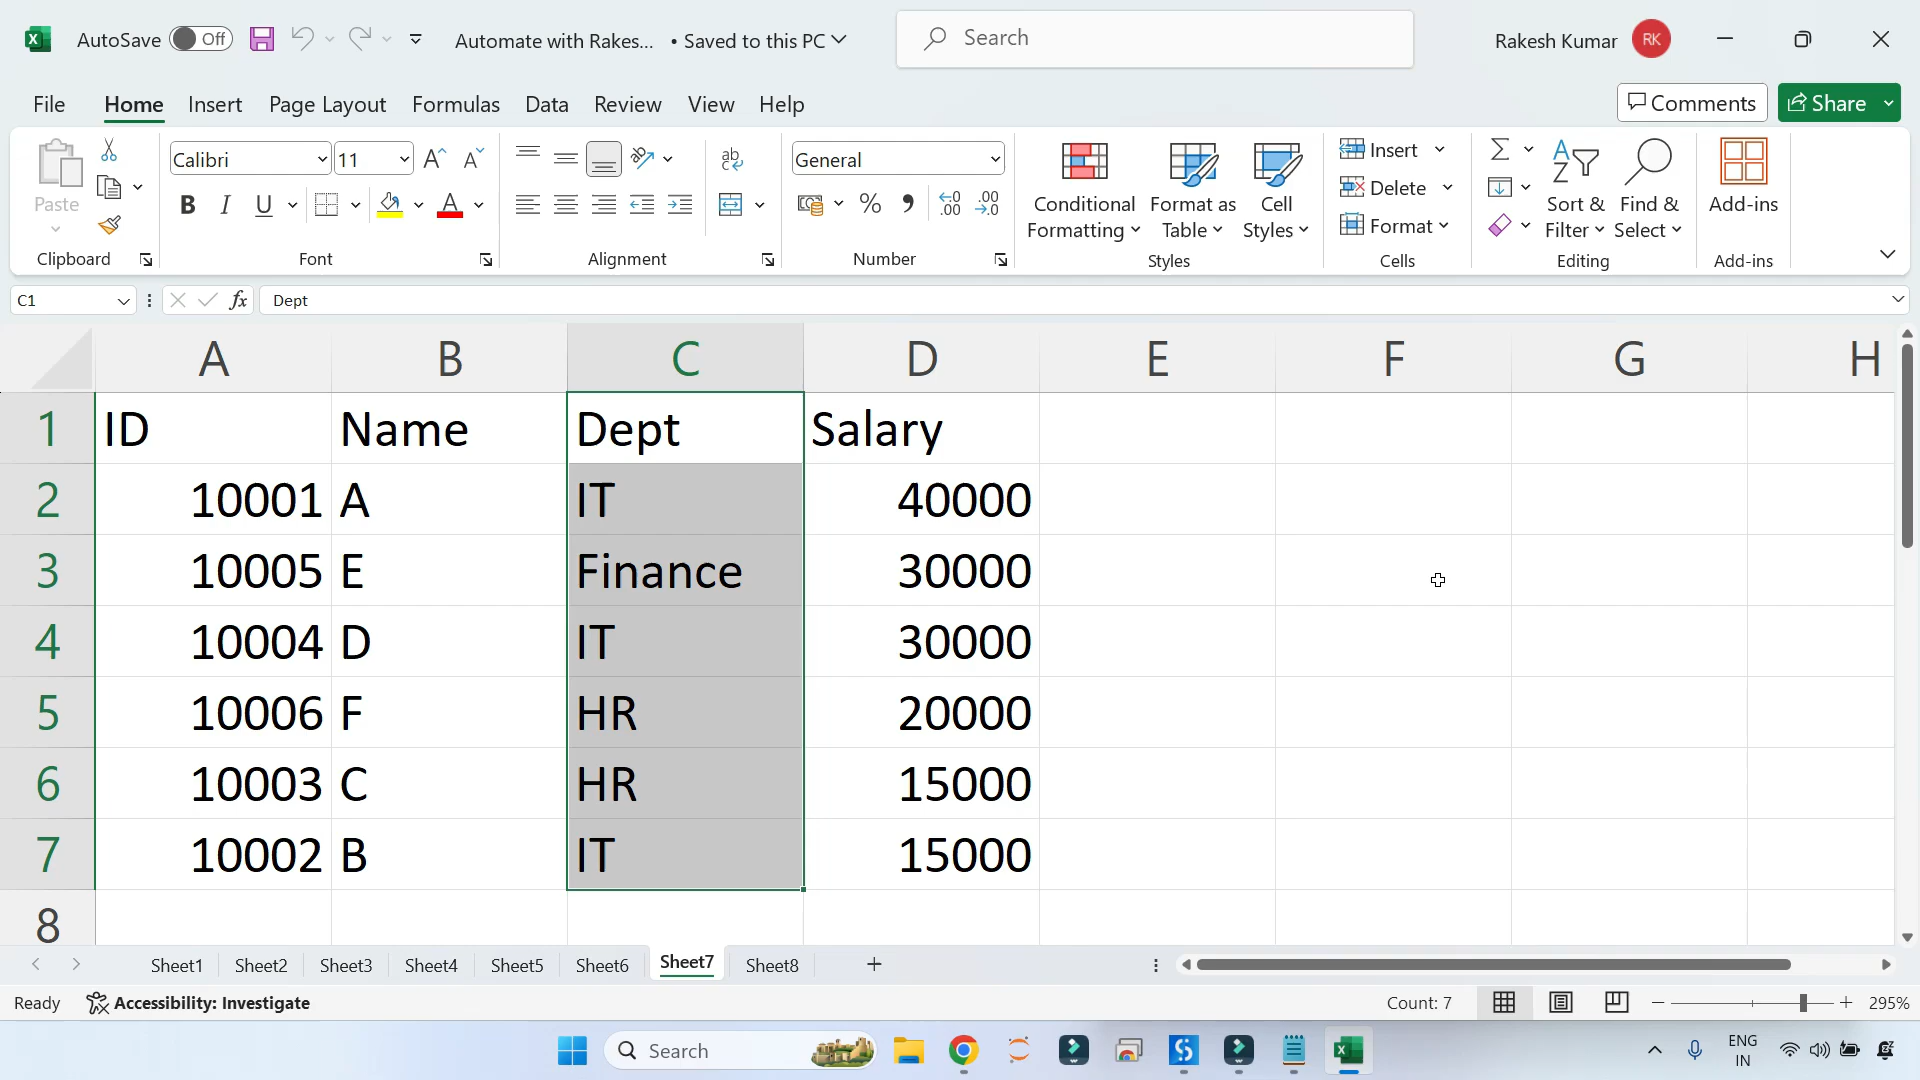 AutoSave Off Automate with Rakes... • Saved to this PC Search Rakesh Kumar RK
File Home Insert Page Layout Formulas Data Review View Help Comments Share
Paste
Clipboard
Calibri 11
B I U A
Font
ab
Alignment
General
% .00 .00
Number
Conditional Formatting
Format as Table
Cell Styles
Styles
Insert
Delete
Format
Cells
Sort & Filter
Find & Select
Editing
Add-ins
Add-ins
C1 fx Dept
A B C D E F G H
1 ID Name Dept Salary
2 10001 A IT 40000
3 10005 E Finance 30000
4 10004 D IT 30000
5 10006 F HR 20000
6 10003 C HR 15000
7 10002 B IT 15000
8
Sheet1 Sheet2 Sheet3 Sheet4 Sheet5 Sheet6 Sheet7 Sheet8
Ready Accessibility: Investigate Count: 7 295%
Search ENG
IN